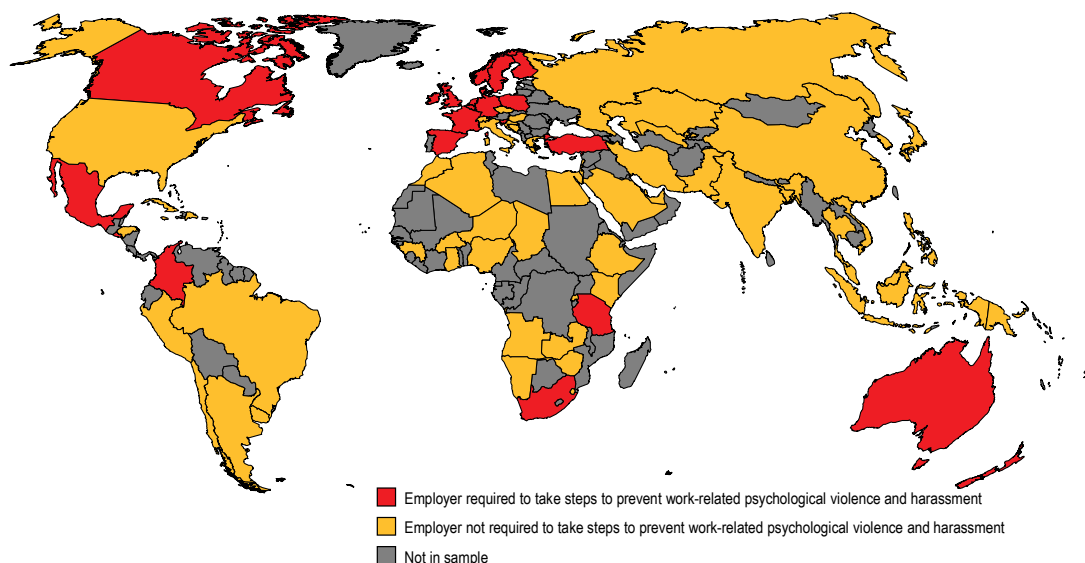 Employer required to take steps to prevent work-related psychological violence and harassment
Employer not required to take steps to prevent work-related psychological violence and harassment
Not in sample